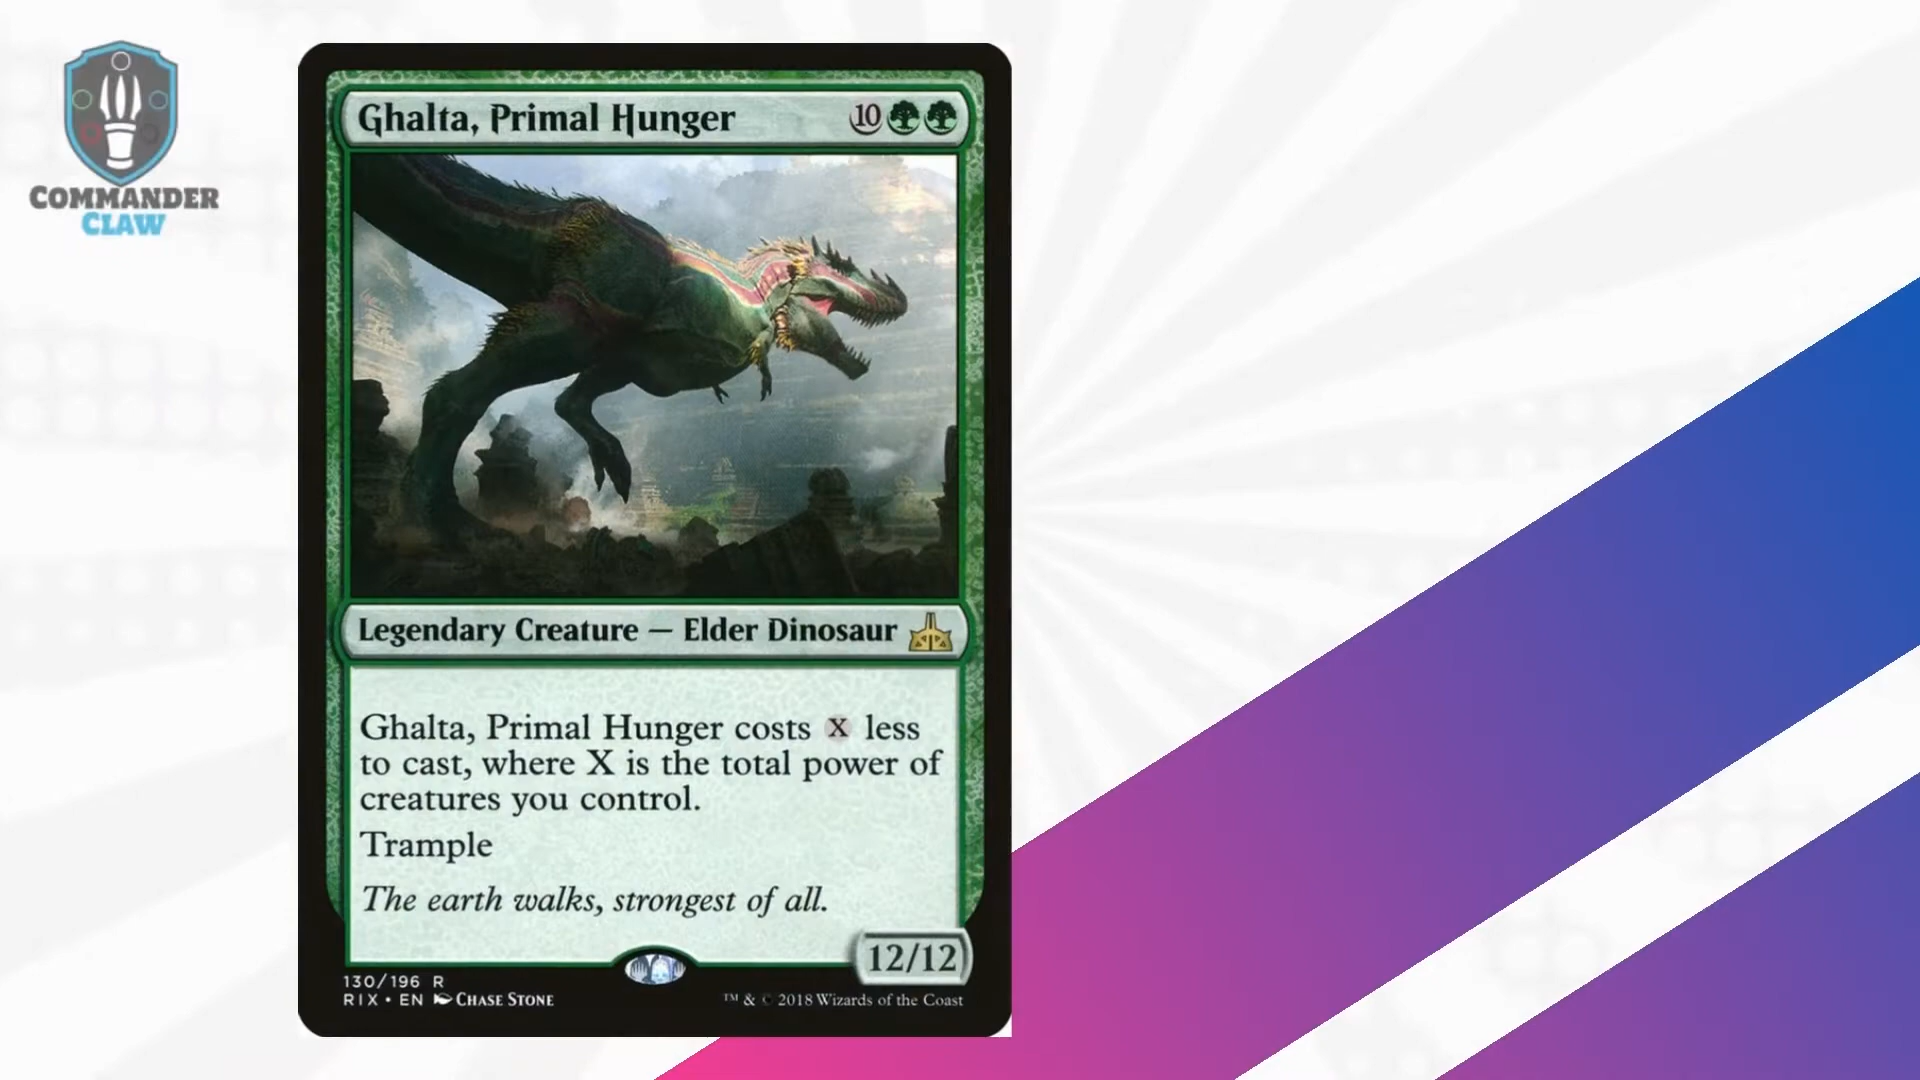 COMMANDER
CLAW
Ghalta, Primal Hunger 10
Legendary Creature — Elder Dinosaur
Ghalta, Primal Hunger costs X less
to cast, where X is the total power of
creatures you control.
Trample
The earth walks, strongest of all.
12/12
130/196 R
RIX • EN CHASE STONE
™ & © 2018 Wizards of the Coast